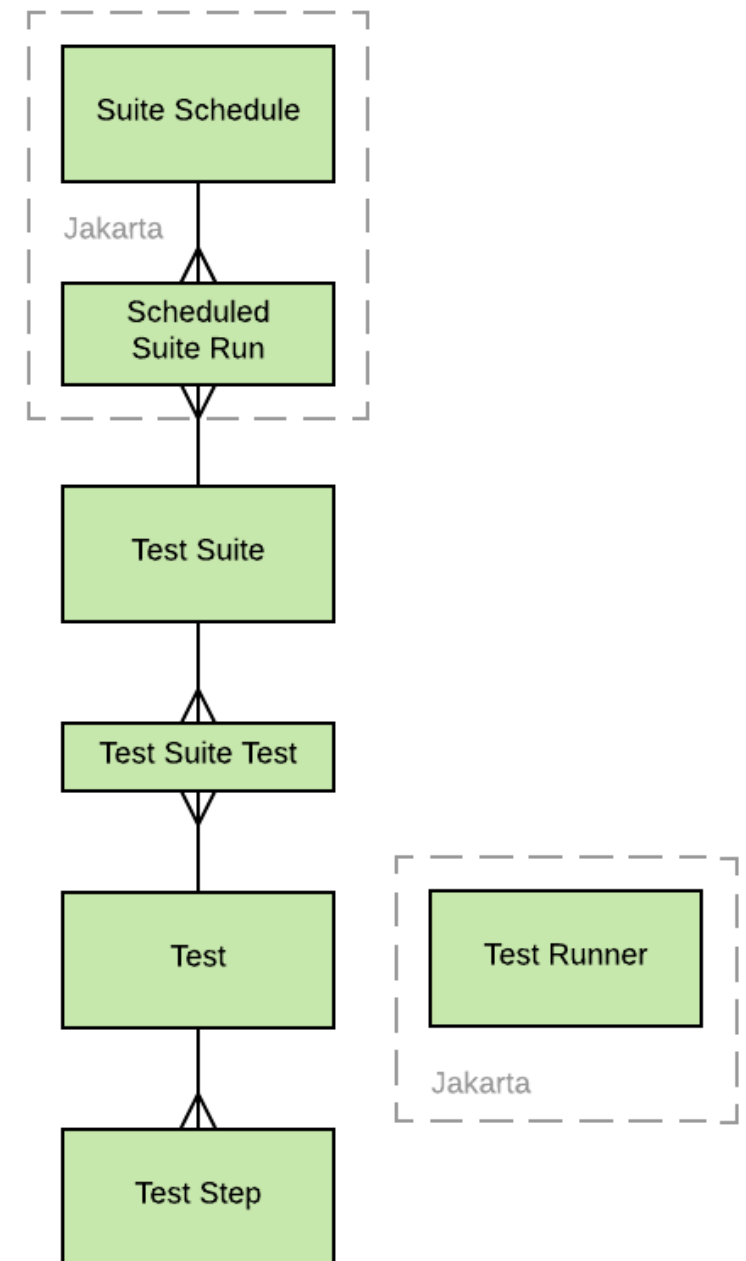 Suite Schedule
Jakarta
Scheduled
Suite Run
Test Suite
Test Suite Test
Test
Test Runner
Jakarta
Test Step